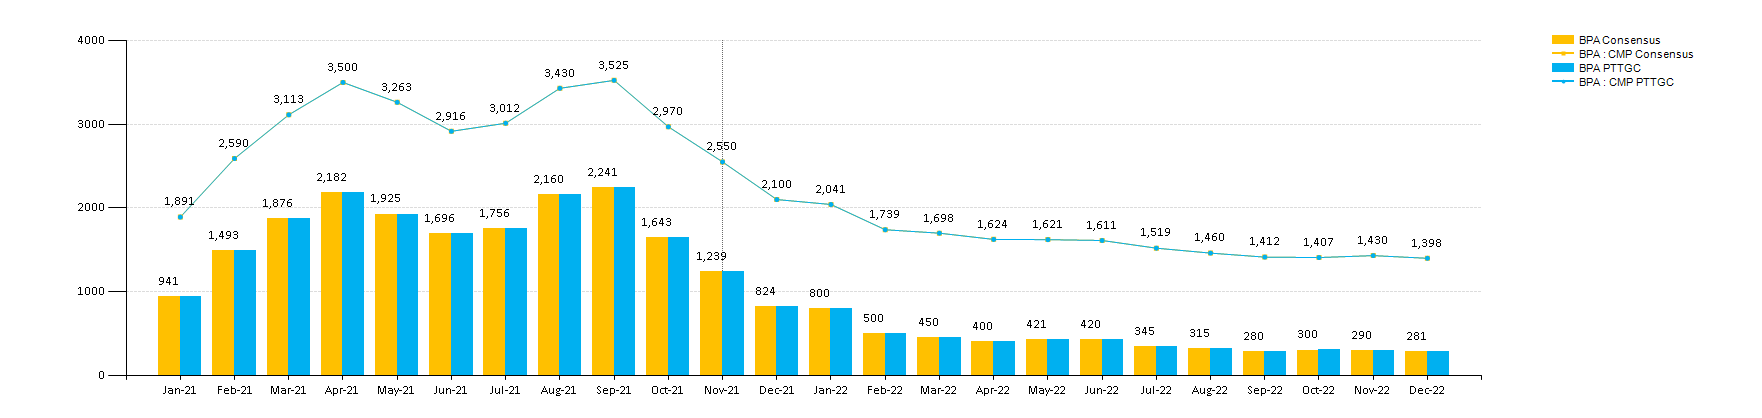 4000
3000
2000
1000
0
1,891
2,590
3,113
3,500
3,263
2,916
3,012
3,430
3,525
2,970
2,550
2,100
2,041
1,739
1,698
1,624
1,621
1,611
1,519
1,460
1,412
1,407
1,430
1,398
941
1,493
1,876
2,182
1,925
1,696
1,756
2,160
2,241
1,643
1,239
824
800
500
450
400
421
420
345
315
280
300
290
281
Jan-21
Feb-21
Mar-21
Apr-21
May-21
Jun-21
Jul-21
Aug-21
Sep-21
Oct-21
Nov-21
Dec-21
Jan-22
Feb-22
Mar-22
Apr-22
May-22
Jun-22
Jul-22
Aug-22
Sep-22
Oct-22
Nov-22
Dec-22
BPA Consensus
BPA : CMP Consensus
BPA PTTGC
BPA : CMP PTTGC